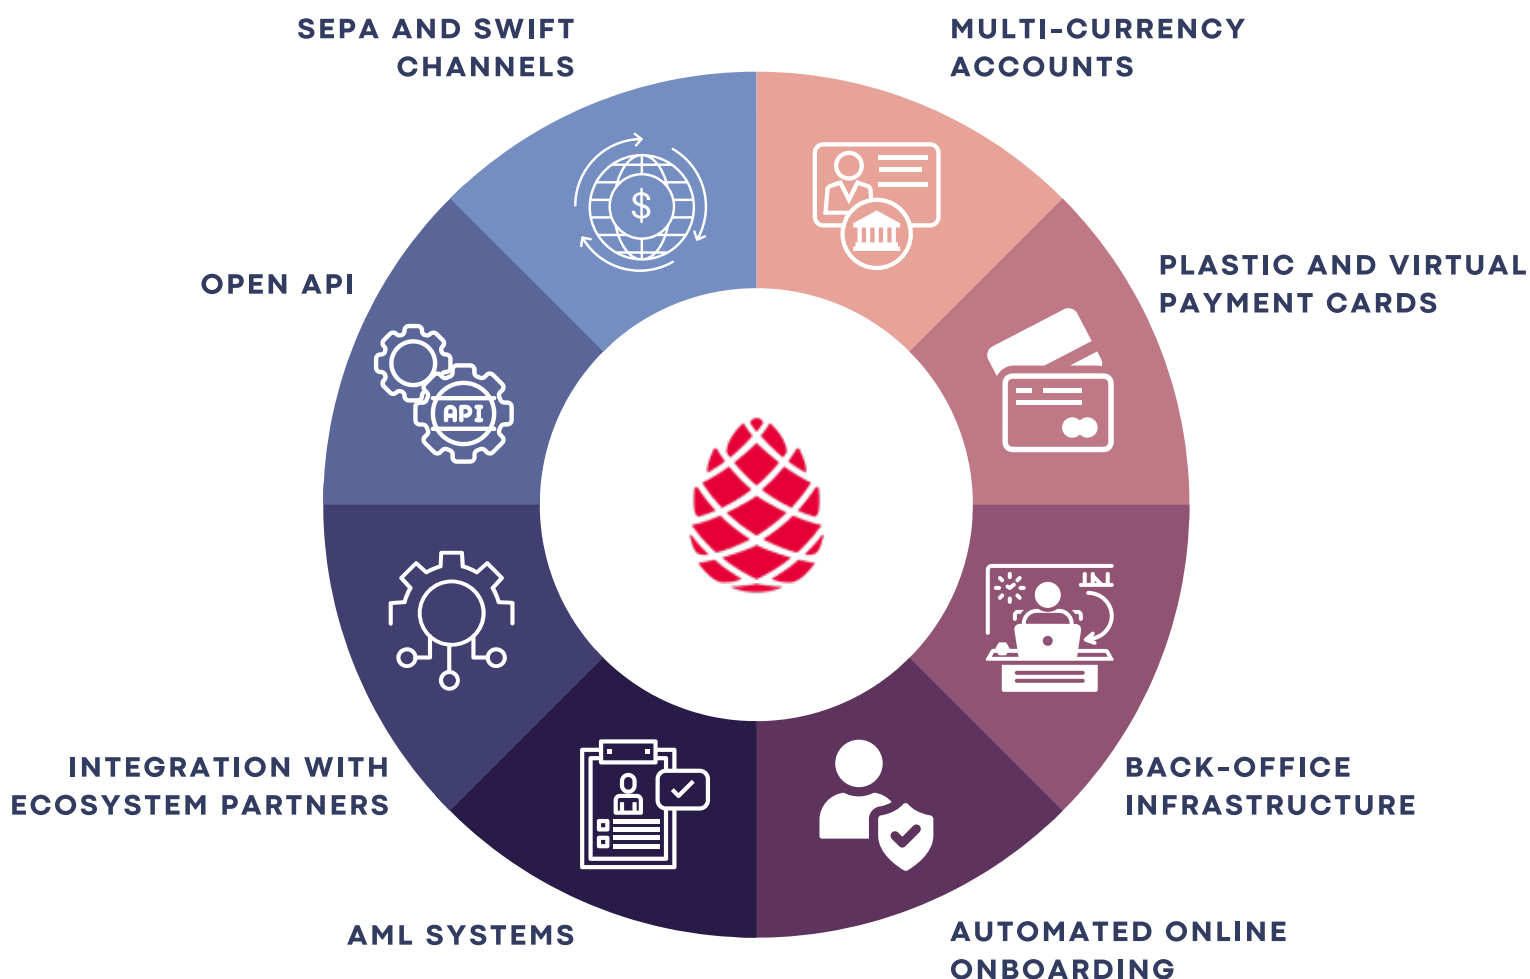 SEPA AND SWIFT
CHANNELS
MULTI-CURRENCY
ACCOUNTS
$
OPEN API
PLASTIC AND VIRTUAL
PAYMENT CARDS
API
INTEGRATION WITH
ECOSYSTEM PARTNERS
BACK-OFFICE
INFRASTRUCTURE
AML SYSTEMS
AUTOMATED ONLINE
ONBOARDING